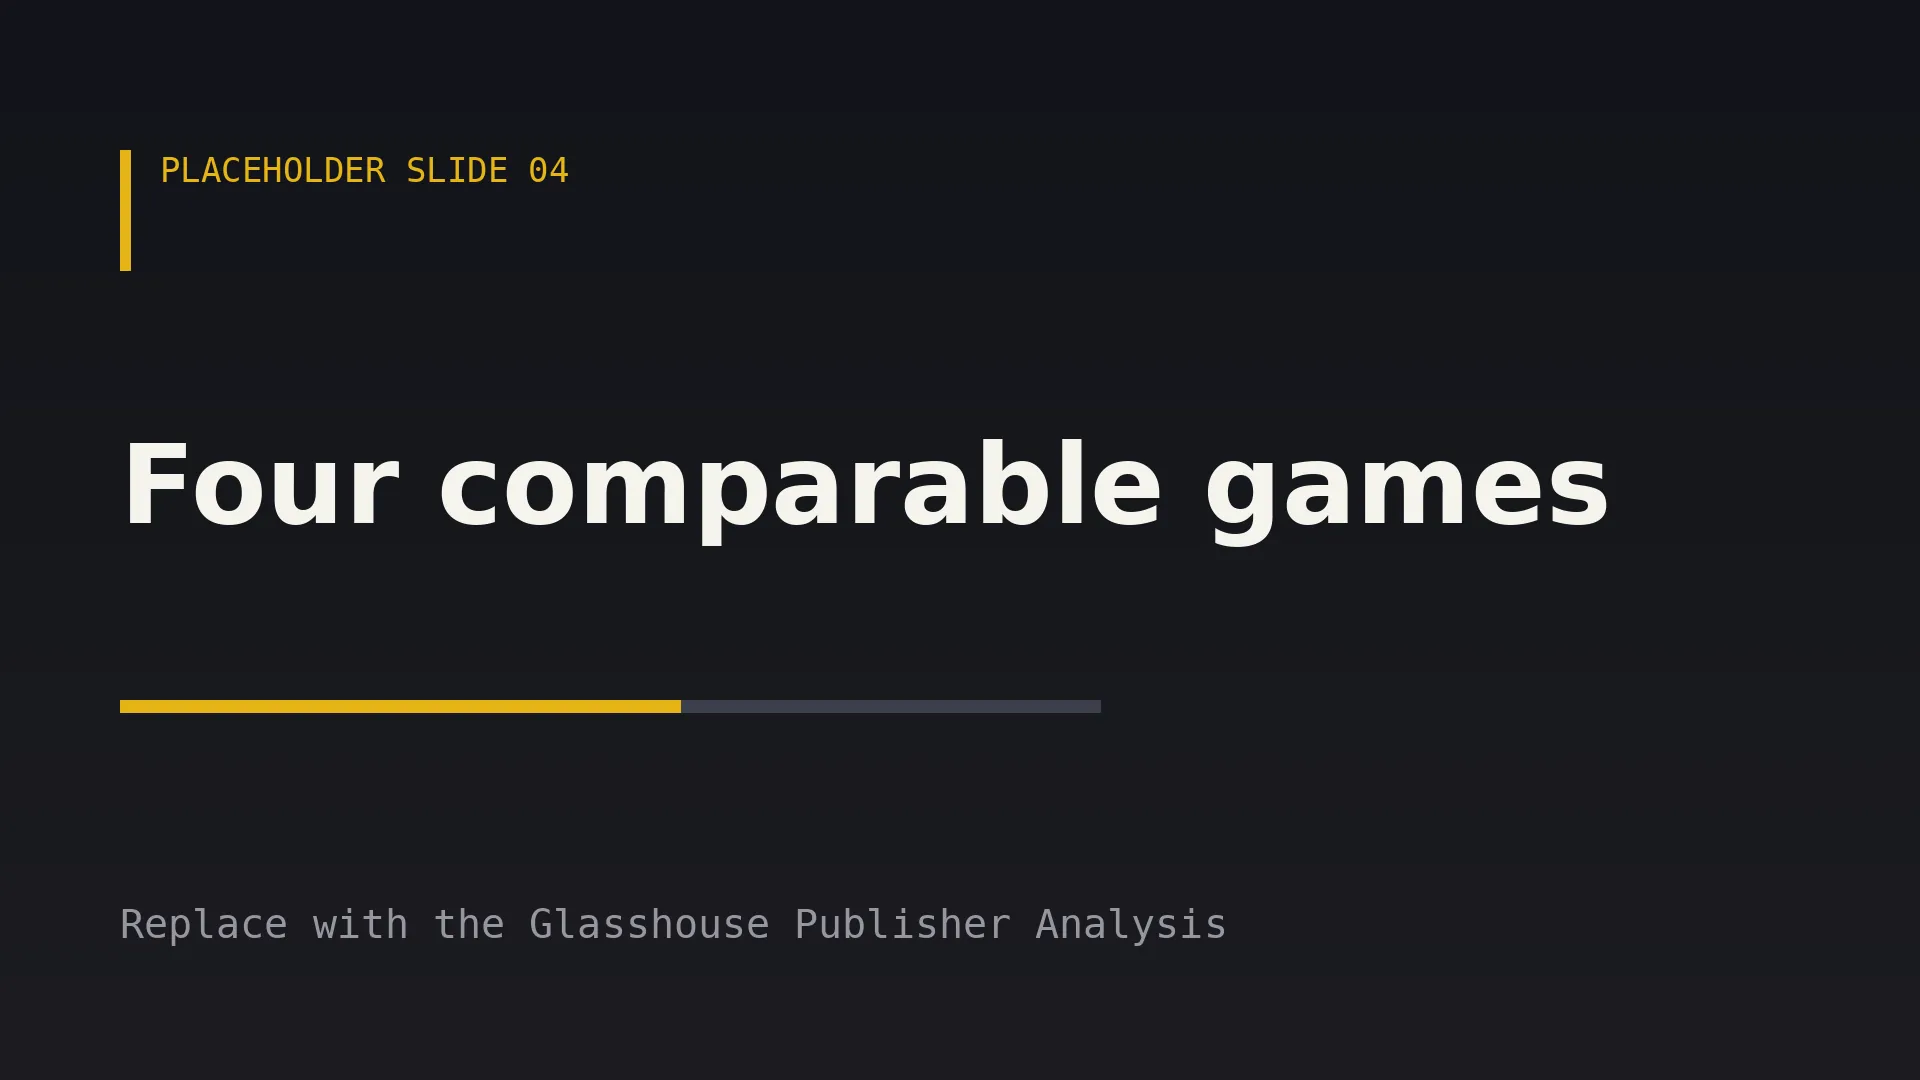 PLACEHOLDER SLIDE 04
Four comparable games
Replace with the Glasshouse Publisher Analysis